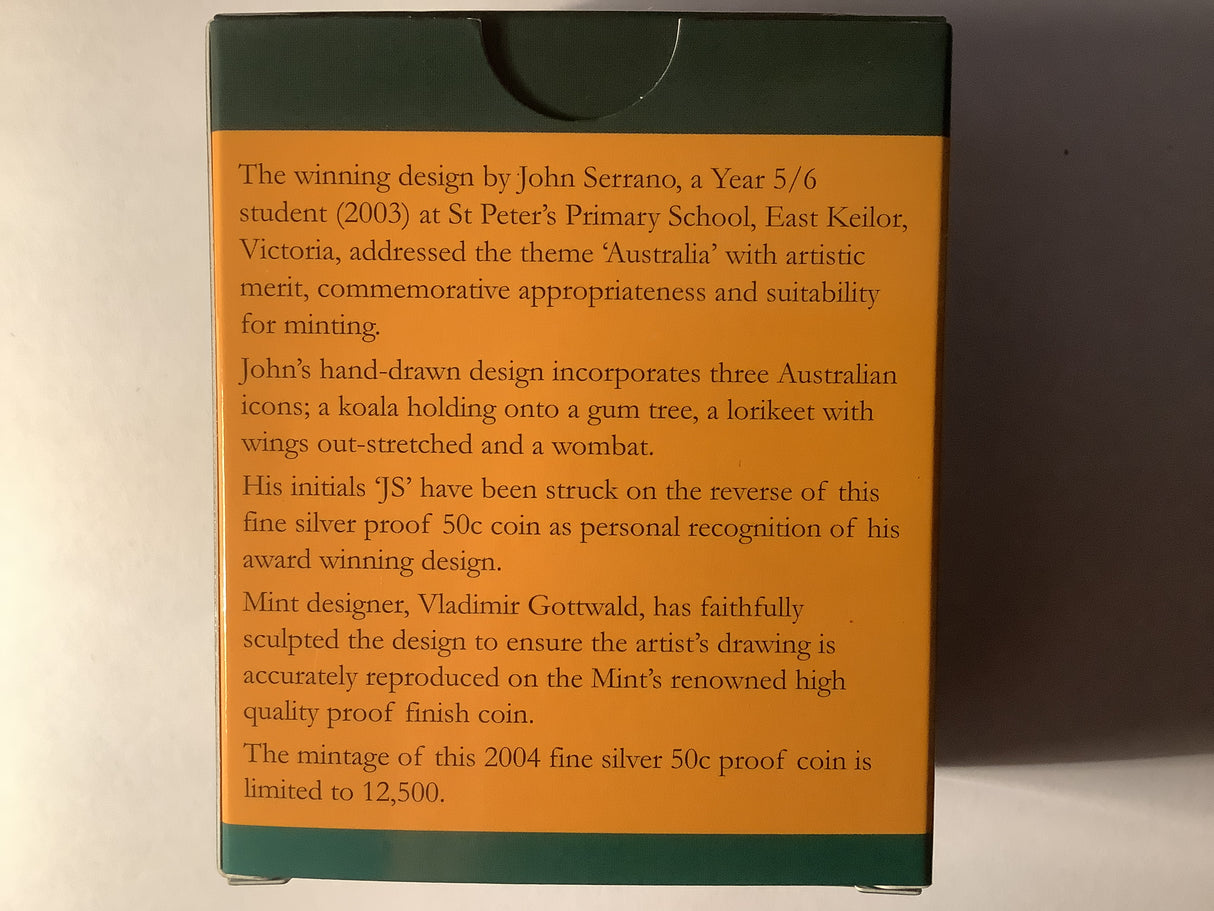 The winning design by John Serrano, a Year 5/6
student (2003) at St Peter's Primary School, East Keilor,
Victoria, addressed the theme ‘Australia’ with artistic
merit, commemorative appropriateness and suitability
for minting.
John’s hand-drawn design incorporates three Australian
icons; a koala holding onto a gum tree, a lorikeet with
wings out-stretched and a wombat.
His initials ‘JS’ have been struck on the reverse of this
fine silver proof 50c coin as personal recognition of his
award winning design.
Mint designer, Vladimir Gottwald, has faithfully
sculpted the design to ensure the artist’s drawing is
accurately reproduced on the Mint’s renowned high
quality proof finish coin.
The mintage of this 2004 fine silver 50c proof coin is
limited to 12,500.